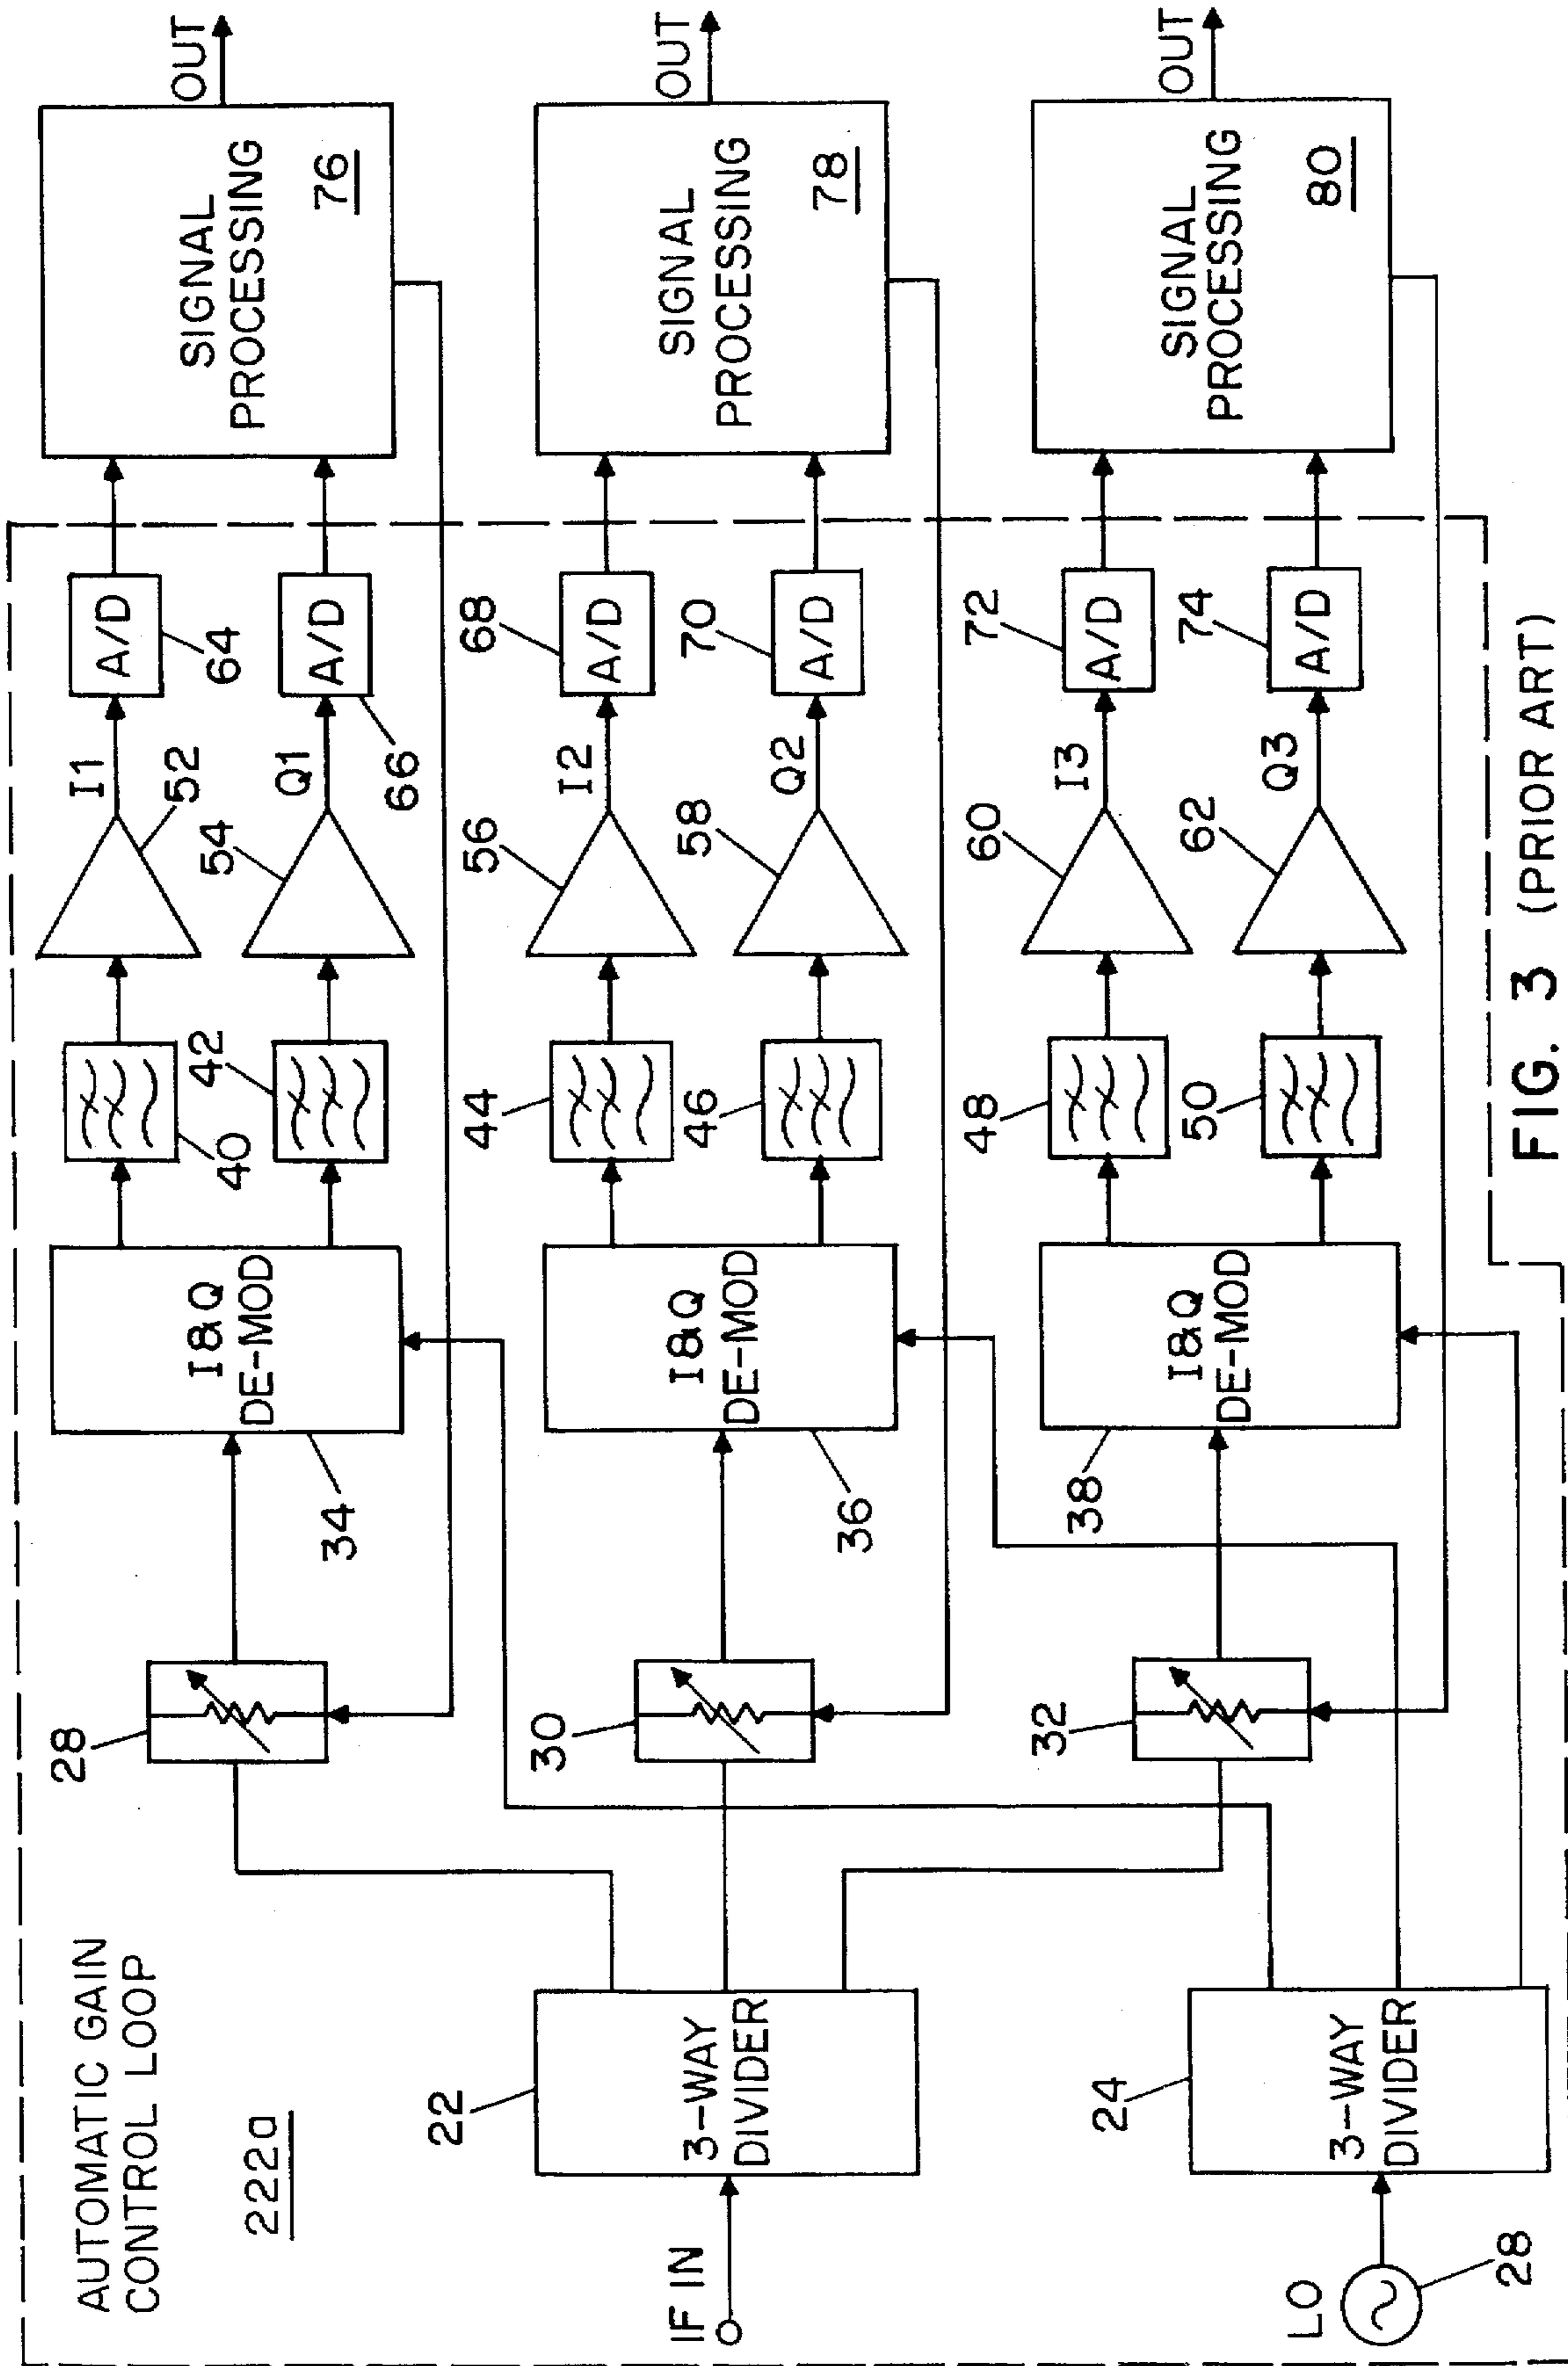 AUTOMATIC GAIN
CONTROL LOOP
222a
IF IN
22
3-WAY
DIVIDER
LO
28
24
3-WAY
DIVIDER
28
34
I&Q
DE-MOD
40
42
52
54
I1
Q1
A/D
64
A/D
66
SIGNAL
PROCESSING
76
OUT
30
36
I&Q
DE-MOD
44
46
56
58
I2
Q2
68
A/D
70
A/D
SIGNAL
PROCESSING
78
OUT
32
38
I&Q
DE-MOD
48
50
60
62
I3
Q3
72
A/D
74
A/D
SIGNAL
PROCESSING
80
OUT
FIG. 3 (PRIOR ART)